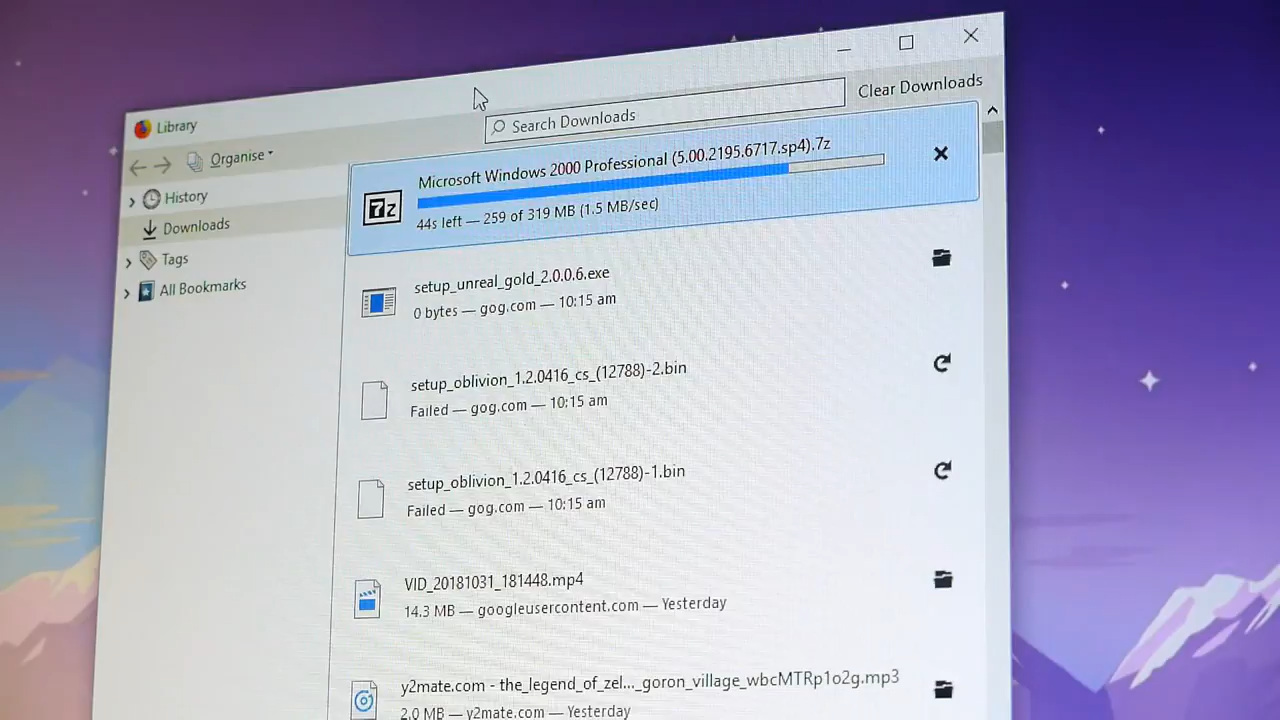 Library
Organise
Search Downloads
Clear Downloads
History
Downloads
Tags
All Bookmarks
7z
Microsoft Windows 2000 Professional (5.00.2195.6717.sp4).7z
44s left — 259 of 319 MB (1.5 MB/sec)
setup_unreal_gold_2.0.0.6.exe
0 bytes — gog.com — 10:15 am
setup_oblivion_1.2.0416_cs_(12788)-2.bin
Failed — gog.com — 10:15 am
setup_oblivion_1.2.0416_cs_(12788)-1.bin
Failed — gog.com — 10:15 am
VID_20181031_181448.mp4
14.3 MB — googleusercontent.com — Yesterday
y2mate.com - the_legend_of_zel..._goron_village_wbcMTRp1o2g.mp3
2.0 MB — y2mate.com — Yesterday